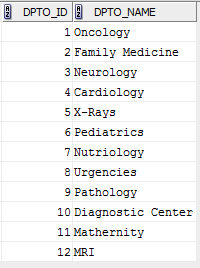 DPTO_ID DPTO_NAME
1 Oncology
2 Family Medicine
3 Neurology
4 Cardiology
5 X-Rays
6 Pediatrics
7 Nutriology
8 Urgencies
9 Pathology
10 Diagnostic Center
11 Mathernity
12 MRI